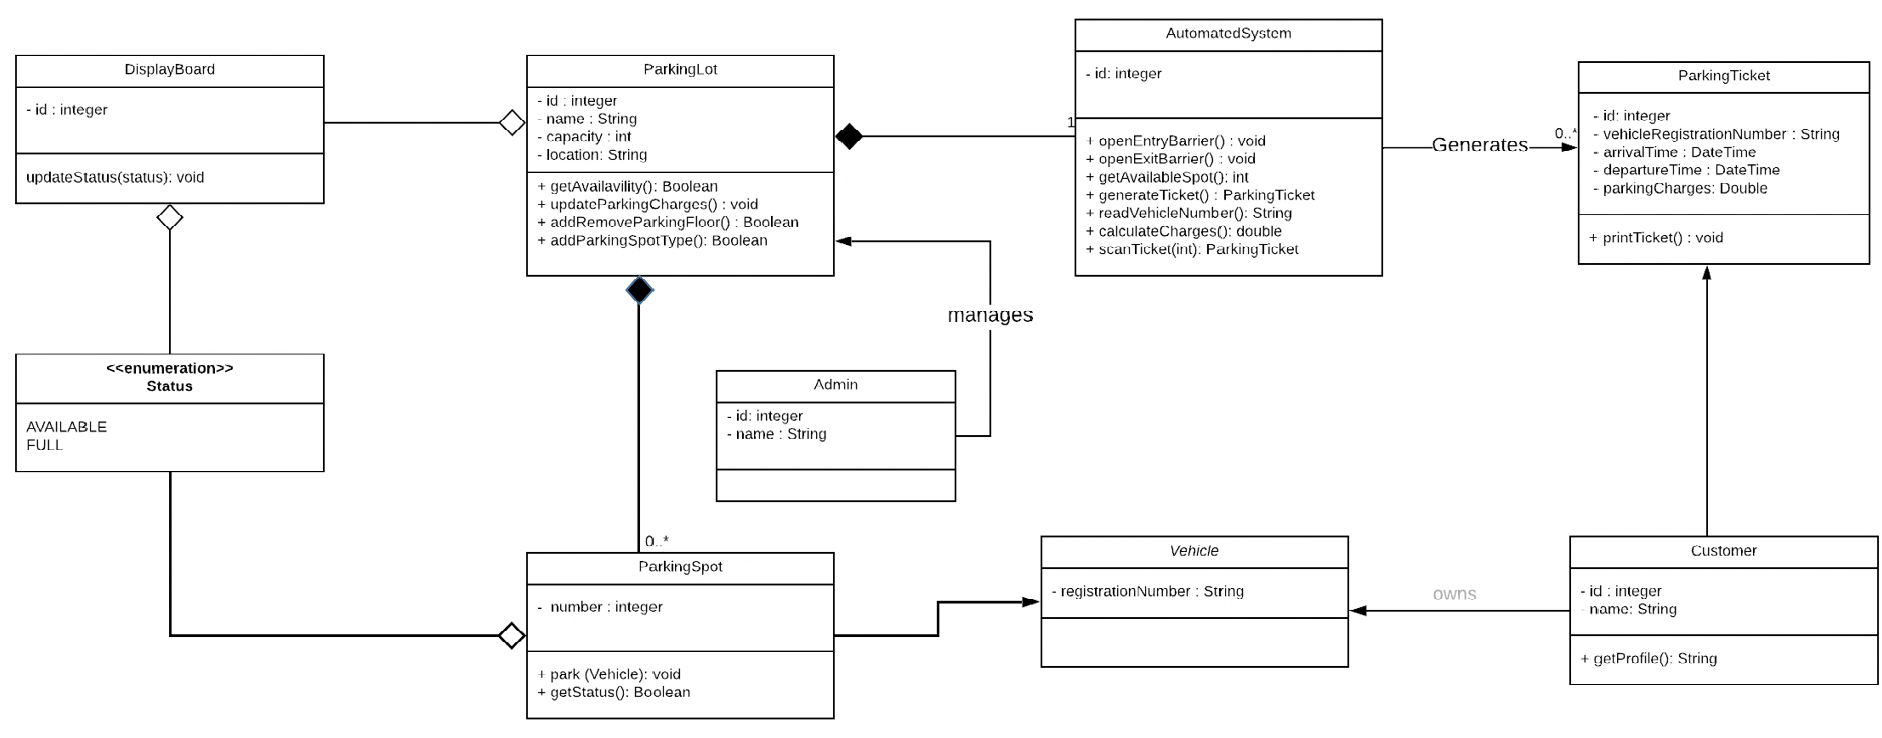 DisplayBoard
- id : integer
updateStatus(status): void
<<enumeration>>
Status
AVAILABLE
FULL
ParkingLot
- id : integer
- name : String
- capacity : int
- location: String
+ getAvailavility(): Boolean
+ updateParkingCharges() : void
+ addRemoveParkingFloor() : Boolean
+ addParkingSpotType(): Boolean
manages
Admin
- id: integer
- name : String
0..*
ParkingSpot
- number : integer
+ park (Vehicle): void
+ getStatus(): Boolean
1
AutomatedSystem
- id: integer
+ openEntryBarrier() : void
+ openExitBarrier() : void
+ getAvailableSpot(): int
+ generateTicket() : ParkingTicket
+ readVehicleNumber(): String
+ calculateCharges(): double
+ scanTicket(int): ParkingTicket
Generates
0..*
ParkingTicket
- id: integer
- vehicleRegistrationNumber : String
- arrivalTime : DateTime
- departureTime : DateTime
- parkingCharges: Double
+ printTicket() : void
Vehicle
- registrationNumber : String
owns
Customer
- id : integer
- name: String
+ getProfile(): String